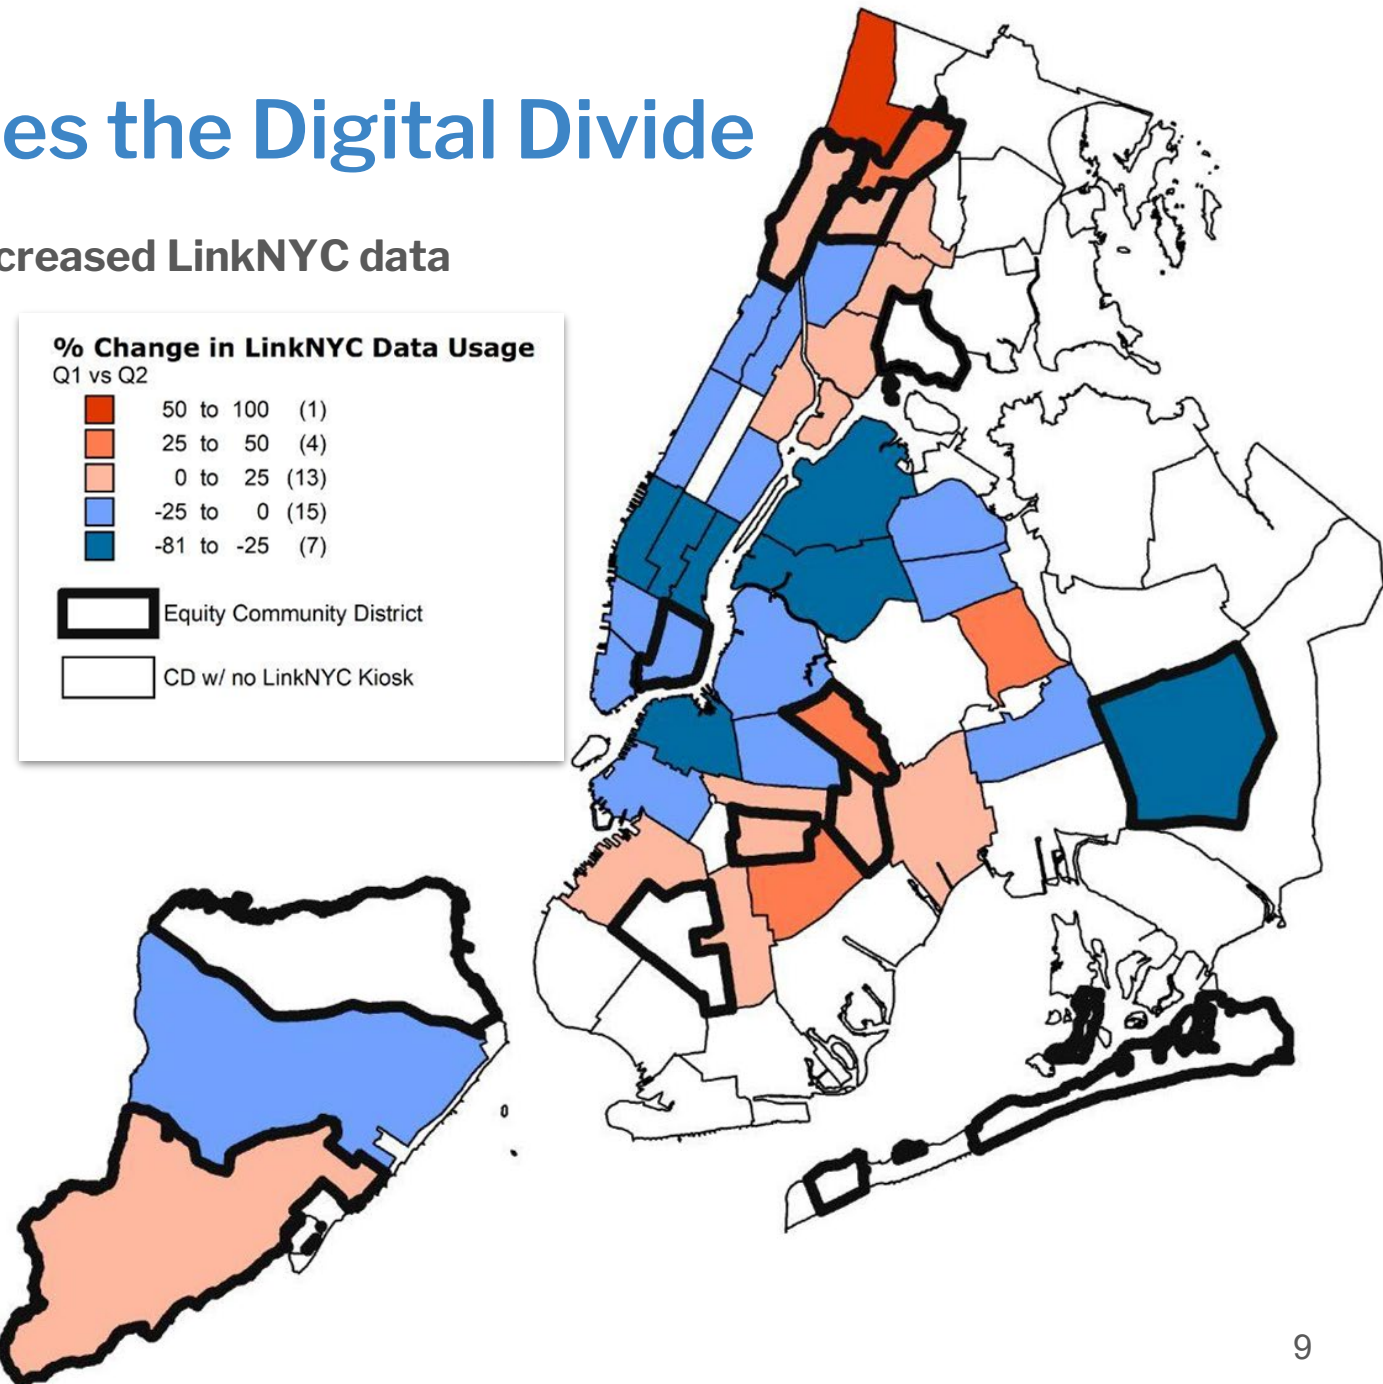 es the Digital Divide
creased LinkNYC data
% Change in LinkNYC Data Usage
Q1 vs Q2
50 to 100 (1)
25 to 50 (4)
0 to 25 (13)
-25 to 0 (15)
-81 to -25 (7)
Equity Community District
CD w/ no LinkNYC Kiosk
9